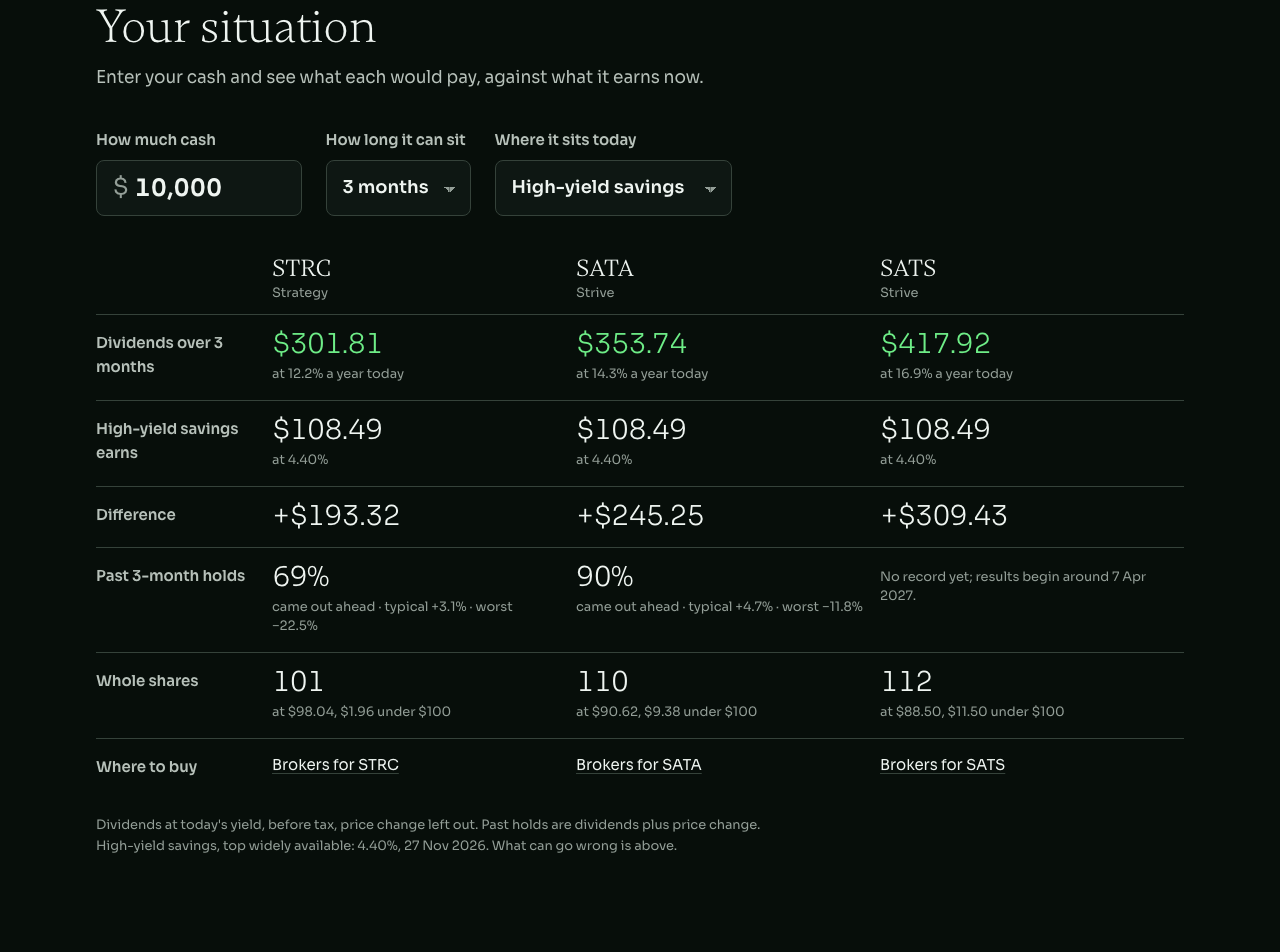 Your situation
Enter your cash and see what each would pay, against what it earns now.
How much cash
How long it can sit
Where it sits today
$ 10,000
3 months
High-yield savings
STRC
SATA
SATS
Strategy
Strive
Strive
Dividends over 3
months
$301.81
$353.74
$417.92
at 12.2% a year today
at 14.3% a year today
at 16.9% a year today
High-yield savings
earns
$108.49
$108.49
$108.49
at 4.40%
at 4.40%
at 4.40%
Difference
+$193.32
+$245.25
+$309.43
Past 3-month holds
69%
came out ahead · typical +3.1% · worst
−22.5%
90%
came out ahead · typical +4.7% · worst −11.8%
No record yet; results begin around 7 Apr
2027.
Whole shares
101
110
112
at $98.04, $1.96 under $100
at $90.62, $9.38 under $100
at $88.50, $11.50 under $100
Where to buy
Brokers for STRC
Brokers for SATA
Brokers for SATS
Dividends at today's yield, before tax, price change left out. Past holds are dividends plus price change.
High-yield savings, top widely available: 4.40%, 27 Nov 2026. What can go wrong is above.